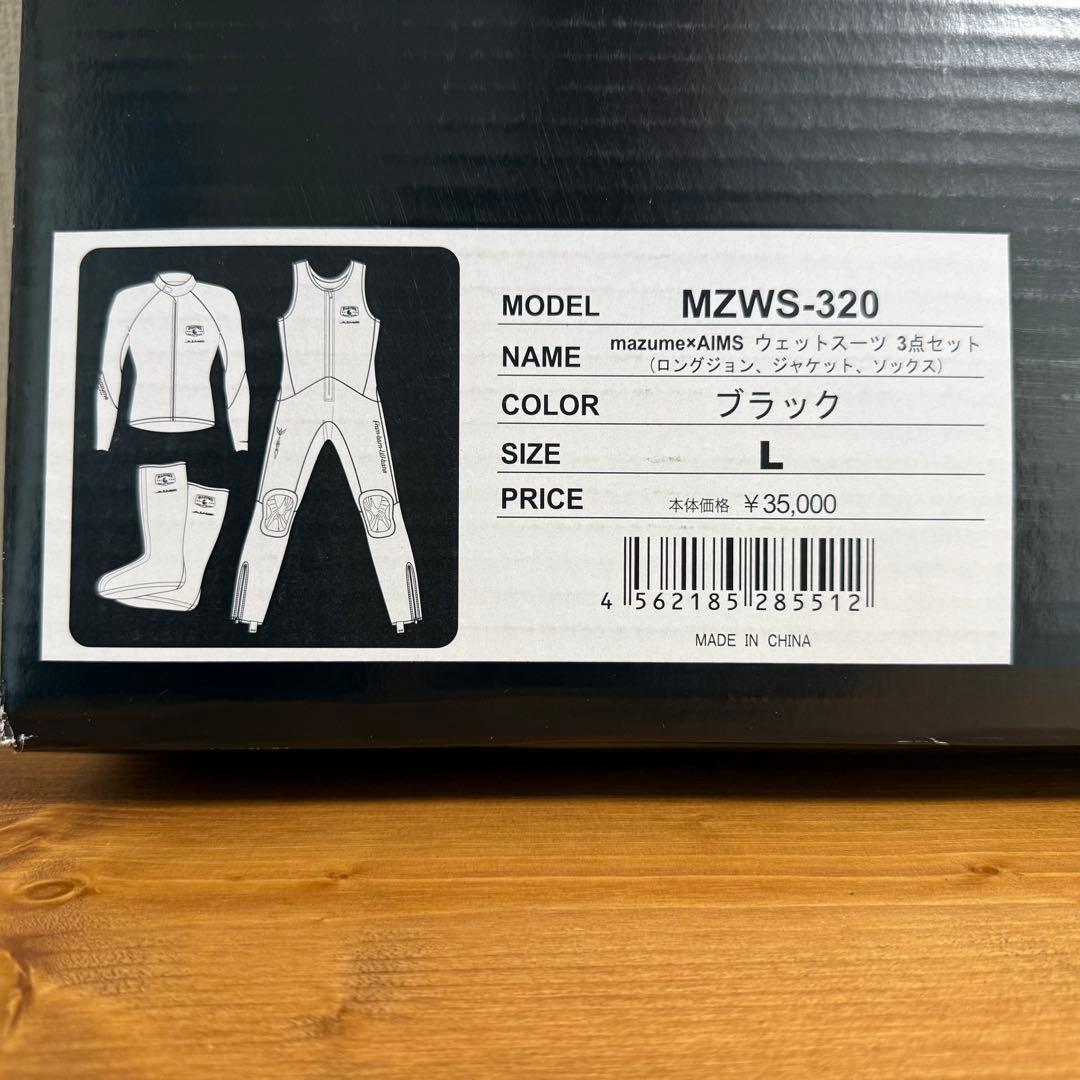 MODEL MZWS-320
NAME mazume×AIMS ウェットスーツ 3点セット
（ロングジョン、ジャケット、ソックス）
COLOR ブラック
SIZE L
PRICE 本体価格 ￥35,000
4 562185 285512
MADE IN CHINA